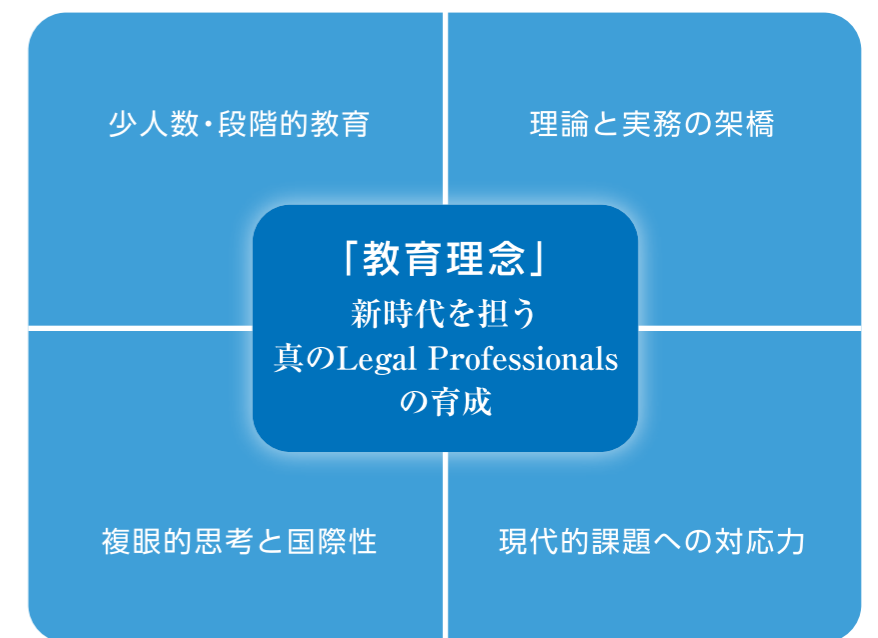 少人数・段階的教育
理論と実務の架橋
「教育理念」
新時代を担う
真のLegal Professionals
の育成
複眼的思考と国際性
現代的課題への対応力